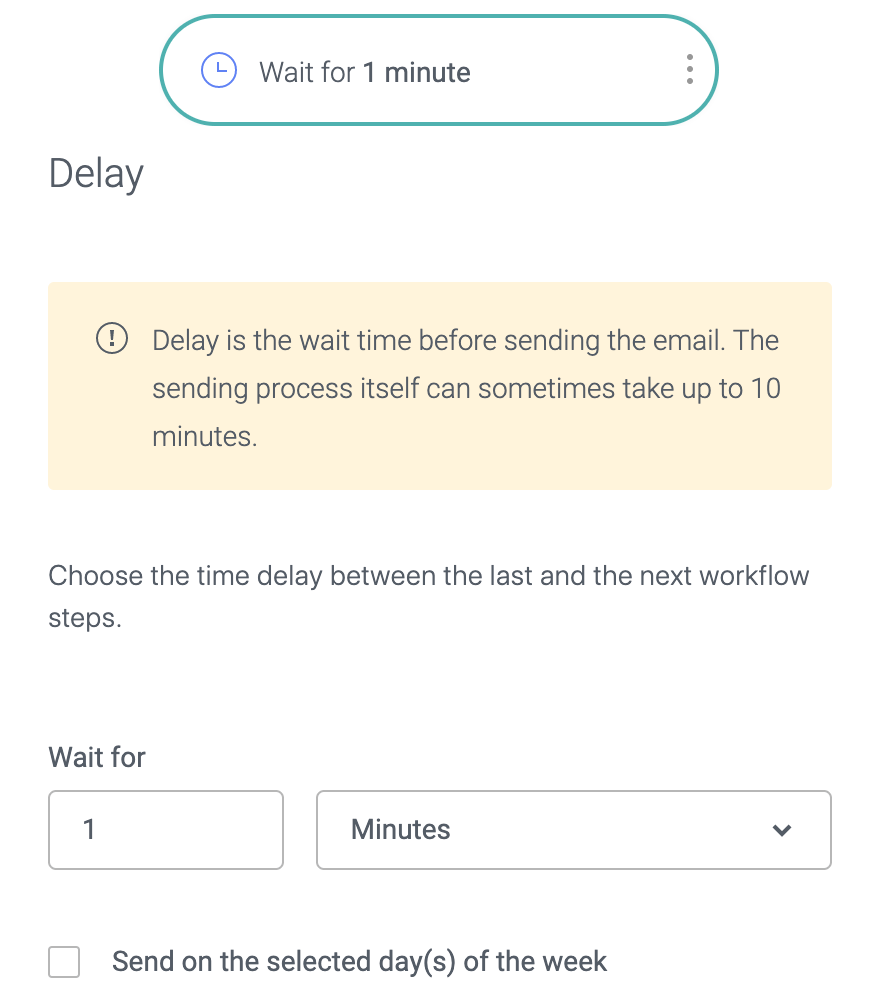 Wait for 1 minute
Delay
Delay is the wait time before sending the email. The
sending process itself can sometimes take up to 10
minutes.
Choose the time delay between the last and the next workflow
steps.
Wait for
1
Minutes
Send on the selected day(s) of the week